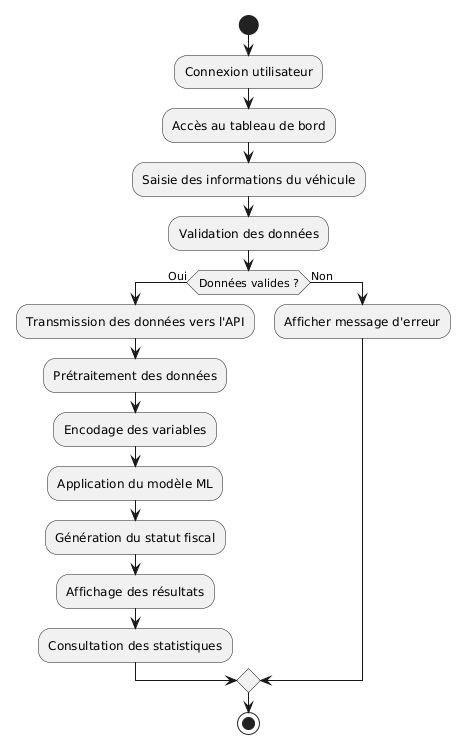 Connexion utilisateur
Accès au tableau de bord
Saisie des informations du véhicule
Validation des données
Oui
Données valides ?
Non
Transmission des données vers l'API
Afficher message d'erreur
Prétraitement des données
Encodage des variables
Application du modèle ML
Génération du statut fiscal
Affichage des résultats
Consultation des statistiques